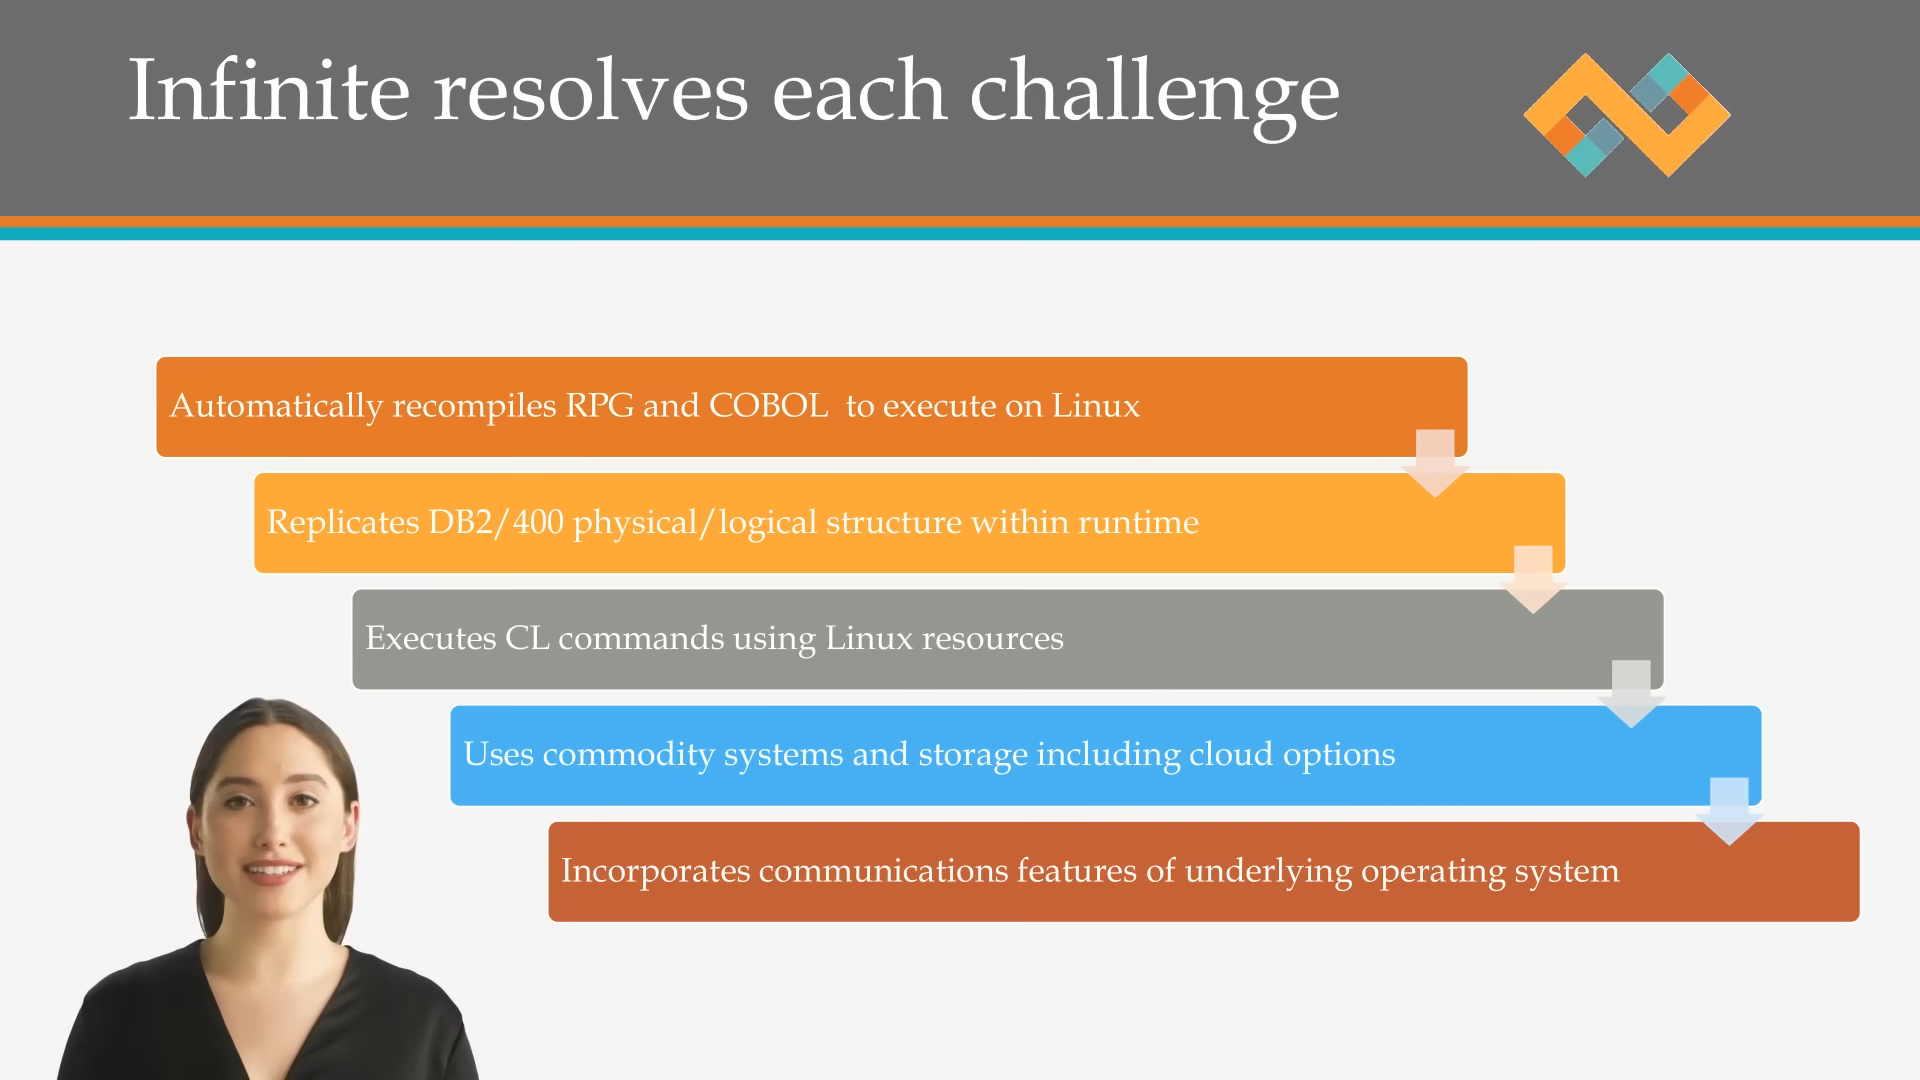 Infinite resolves each challenge
Automatically recompiles RPG and COBOL  to execute on Linux
Replicates DB2/400 physical/logical structure within runtime
Executes CL commands using Linux resources
Uses commodity systems and storage including cloud options
Incorporates communications features of underlying operating system